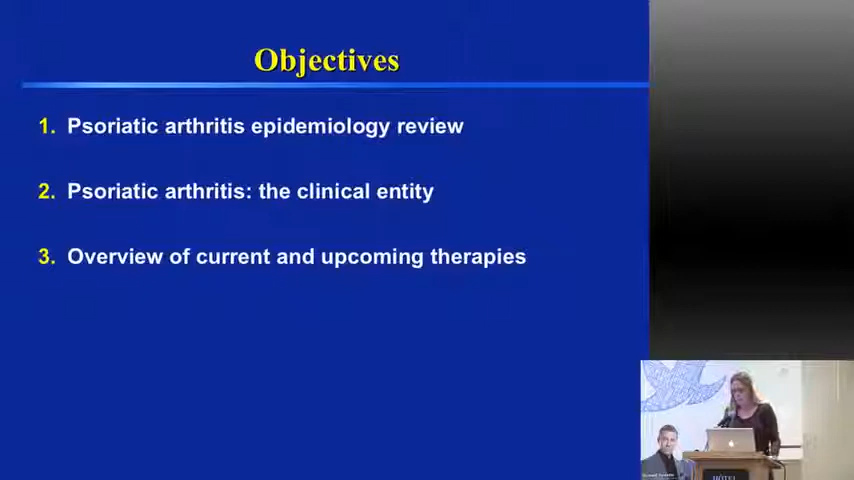 Objectives
1. Psoriatic arthritis epidemiology review
2. Psoriatic arthritis: the clinical entity
3. Overview of current and upcoming therapies
HÔTEL